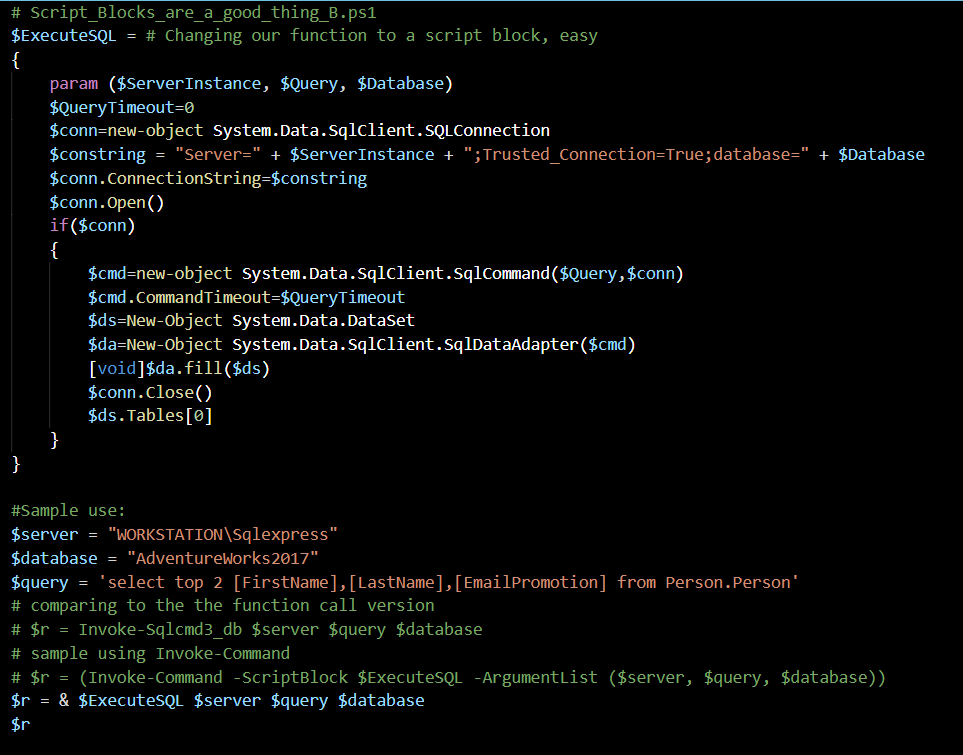 # Script_Blocks_are_a_good_thing_B.ps1
$ExecuteSQL = # Changing our function to a script block, easy
{
    param ($ServerInstance, $Query, $Database)
    $QueryTimeout=0
    $conn=new-object System.Data.SqlClient.SQLConnection
    $constring = "Server=" + $ServerInstance + ";Trusted_Connection=True;database=" + $Database
    $conn.ConnectionString=$constring
    $conn.Open()
    if($conn)
    {
        $cmd=new-object System.Data.SqlClient.SqlCommand($Query,$conn)
        $cmd.CommandTimeout=$QueryTimeout
        $ds=New-Object System.Data.DataSet
        $da=New-Object System.Data.SqlClient.SqlDataAdapter($cmd)
        [void]$da.fill($ds)
        $conn.Close()
        $ds.Tables[0]
    }
}

#Sample use:
$server = "WORKSTATION\Sqlexpress"
$database = "AdventureWorks2017"
$query = 'select top 2 [FirstName],[LastName],[EmailPromotion] from Person.Person'
# comparing to the the function call version
# $r = Invoke-Sqlcmd3_db $server $query $database
# sample using Invoke-Command
# $r = (Invoke-Command -ScriptBlock $ExecuteSQL -ArgumentList ($server, $query, $database))
$r = & $ExecuteSQL $server $query $database
$r